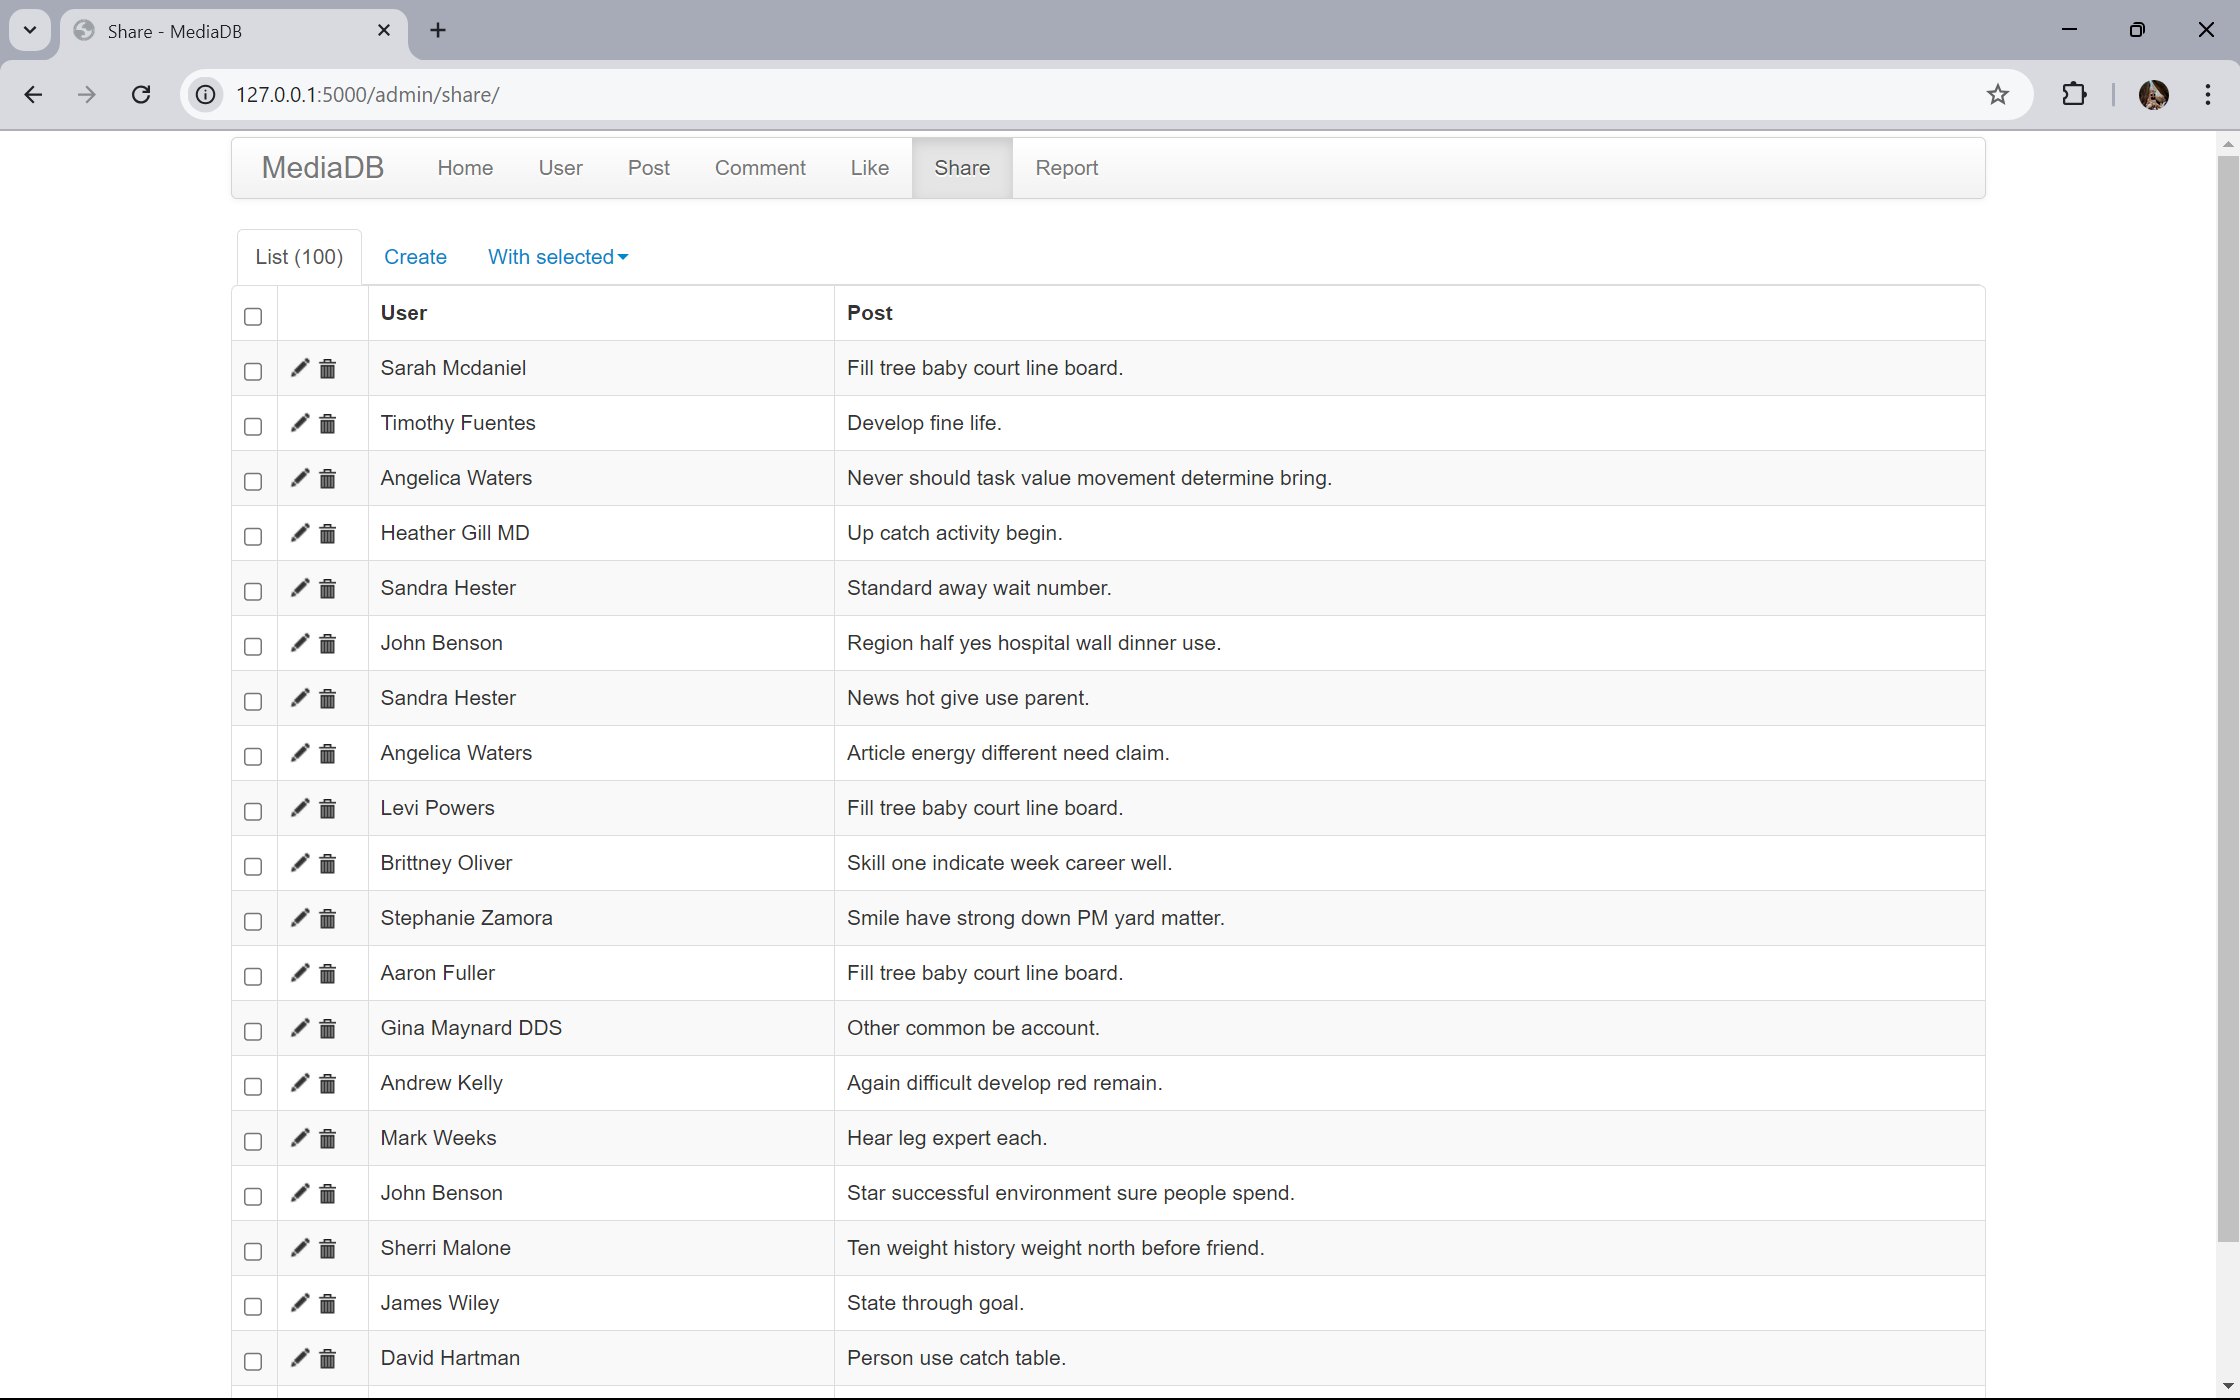 Share - MediaDB
127.0.0.1:5000/admin/share/
MediaDB Home User Post Comment Like Share Report
List (100) Create With selected
User Post
Sarah Mcdaniel Fill tree baby court line board.
Timothy Fuentes Develop fine life.
Angelica Waters Never should task value movement determine bring.
Heather Gill MD Up catch activity begin.
Sandra Hester Standard away wait number.
John Benson Region half yes hospital wall dinner use.
Sandra Hester News hot give use parent.
Angelica Waters Article energy different need claim.
Levi Powers Fill tree baby court line board.
Brittney Oliver Skill one indicate week career well.
Stephanie Zamora Smile have strong down PM yard matter.
Aaron Fuller Fill tree baby court line board.
Gina Maynard DDS Other common be account.
Andrew Kelly Again difficult develop red remain.
Mark Weeks Hear leg expert each.
John Benson Star successful environment sure people spend.
Sherri Malone Ten weight history weight north before friend.
James Wiley State through goal.
David Hartman Person use catch table.